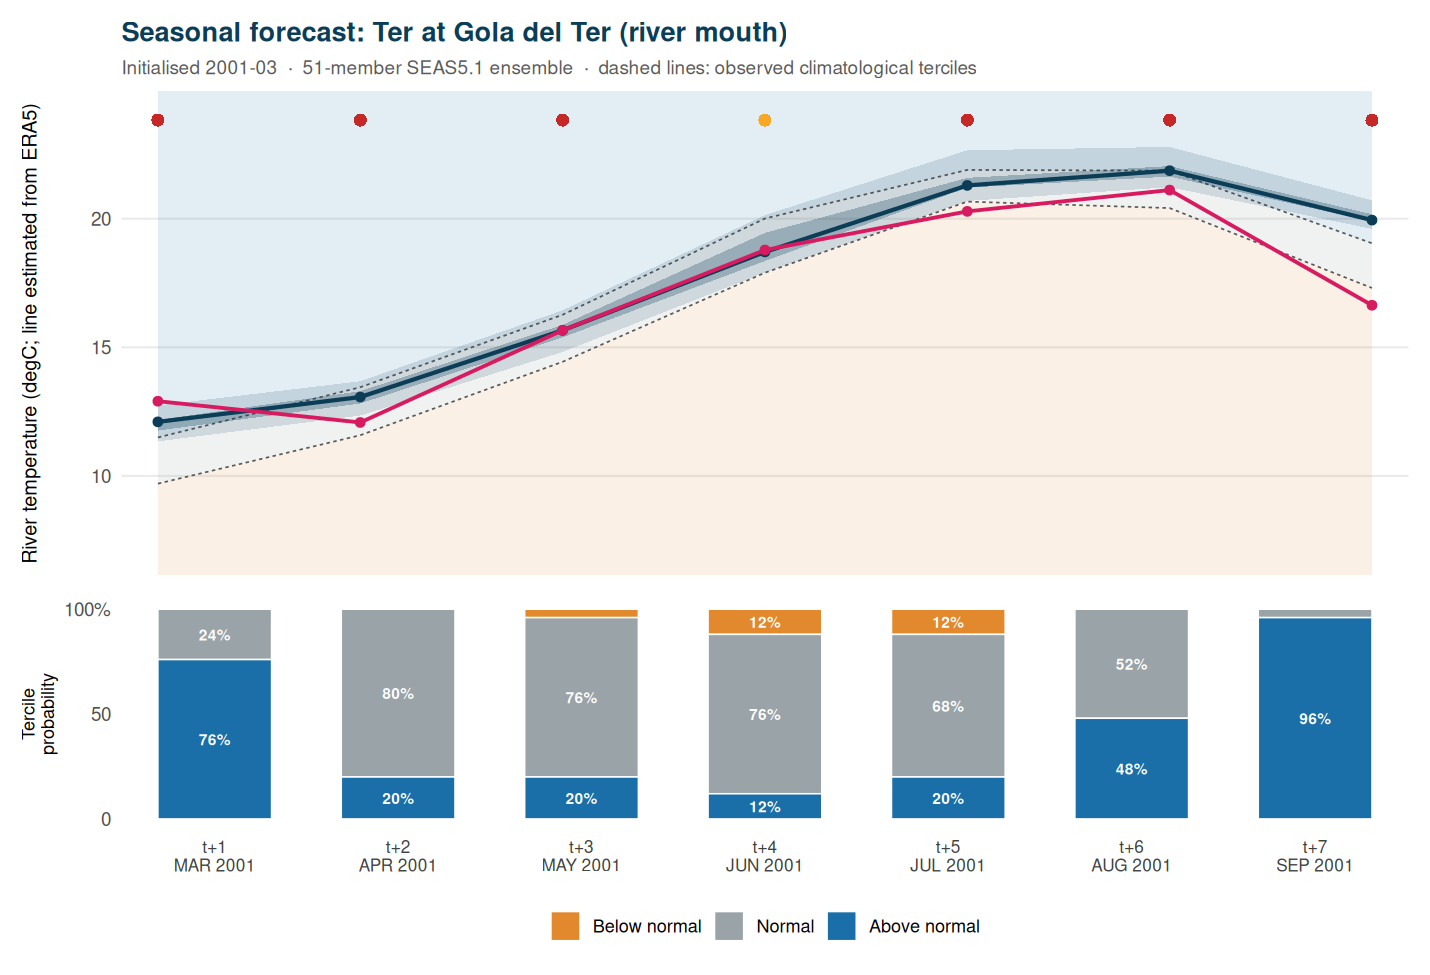 Seasonal forecast: Ter at Gola del Ter (river mouth)
Initialised 2001-03 · 51-member SEAS5.1 ensemble · dashed lines: observed climatological terciles
River temperature (degC; line estimated from ERA5)
20
15
10
Tercile
probability
100%
50
0
24%
76%
80%
20%
76%
20%
12%
76%
12%
12%
68%
20%
52%
48%
96%
t+1
MAR 2001
t+2
APR 2001
t+3
MAY 2001
t+4
JUN 2001
t+5
JUL 2001
t+6
AUG 2001
t+7
SEP 2001
Below normal
Normal
Above normal